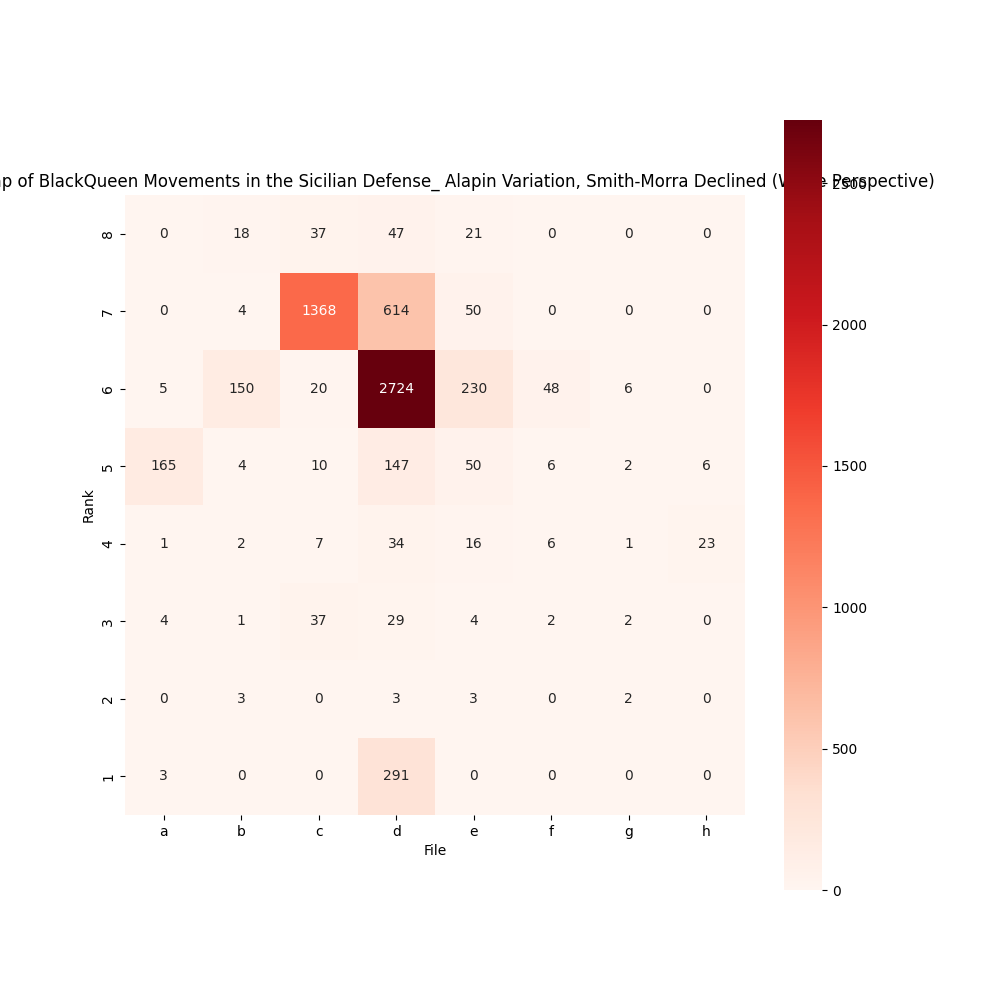 of BlackQueen Movements in the Sicilian Defense_ Alapin Variation, Smith-Morra Declined (White Perspective)
8 0 18 37 47 21 0 0 0
7 0 4 1368 614 50 0 0 0
6 5 150 20 2724 230 48 6 0
5 165 4 10 147 50 6 2 6
4 1 2 7 34 16 6 1 23
3 4 1 37 29 4 2 2 0
2 0 3 0 3 3 0 2 0
1 3 0 0 291 0 0 0 0
a b c d e f g h
File
Rank
2500
2000
1500
1000
500
0